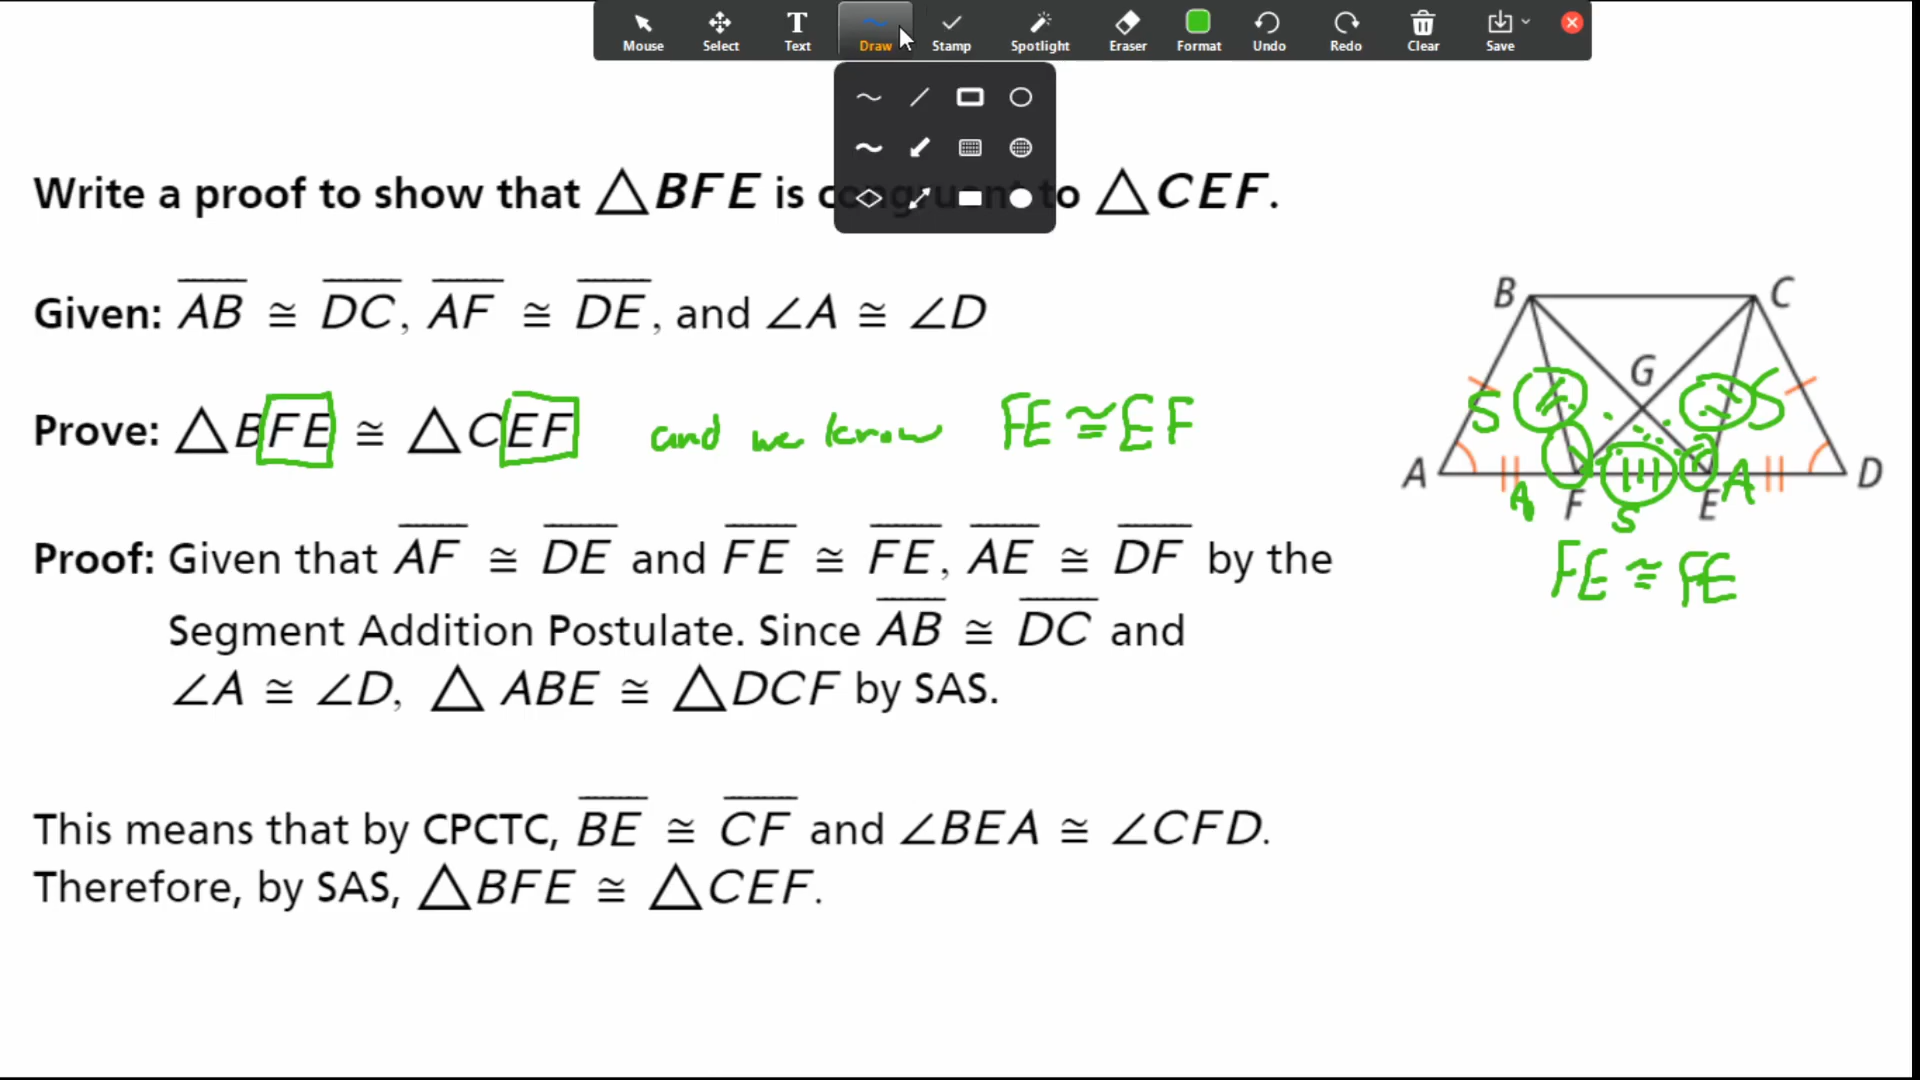 Mouse Select Text Draw Stamp Spotlight Eraser Format Undo Redo Clear Save
Write a proof to show that △BFE is congruent to △CEF.
Given: AB ≅ DC, AF ≅ DE, and ∠A ≅ ∠D
Prove: △BFE ≅ △CEF and we know FE ≅ EF
Proof: Given that AF ≅ DE and FE ≅ FE, AE ≅ DF by the
Segment Addition Postulate. Since AB ≅ DC and
∠A ≅ ∠D, △ ABE ≅ △DCF by SAS.
This means that by CPCTC, BE ≅ CF and ∠BEA ≅ ∠CFD.
Therefore, by SAS, △BFE ≅ △CEF.
B C
G
S S
A D
A F S E A
FE ≅ FE